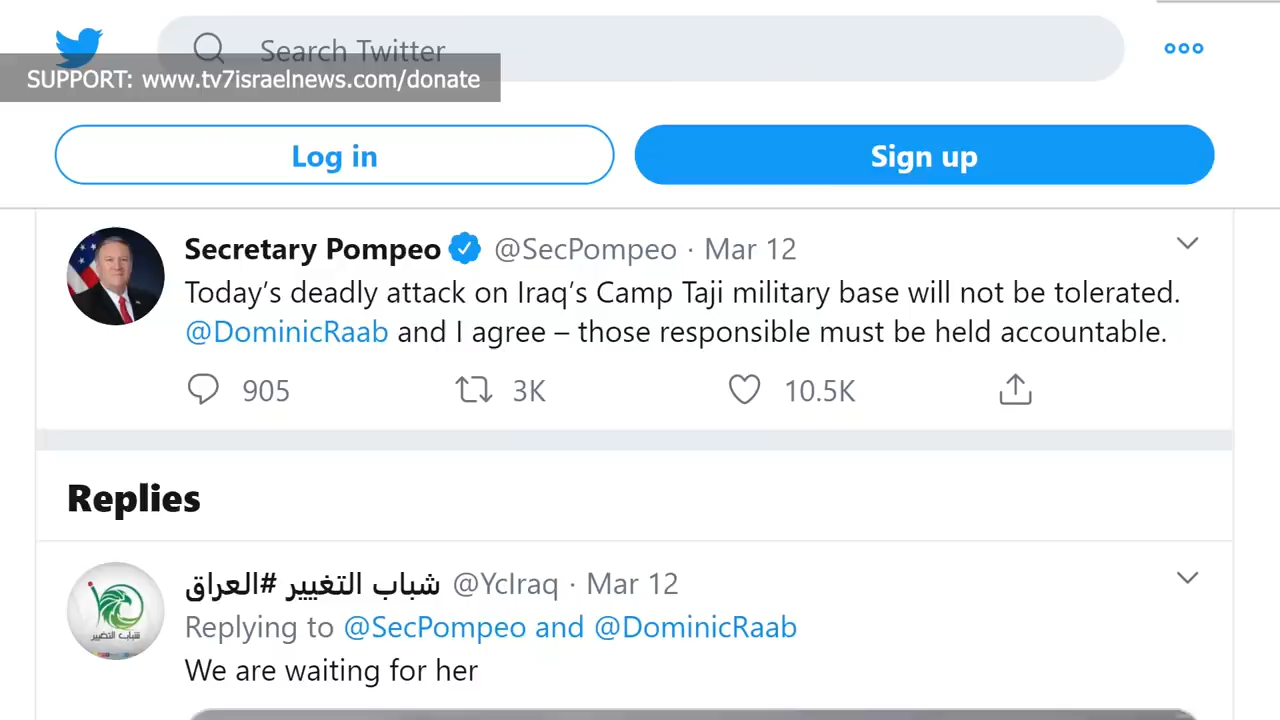 Search Twitter
SUPPORT: www.tv7israelnews.com/donate
Log in
Sign up
Secretary Pompeo @SecPompeo · Mar 12
Today’s deadly attack on Iraq’s Camp Taji military base will not be tolerated.
@DominicRaab and I agree – those responsible must be held accountable.
905 3K 10.5K
Replies
شباب التغيير #العراق @YcIraq · Mar 12
Replying to @SecPompeo and @DominicRaab
We are waiting for her
شباب التغيير